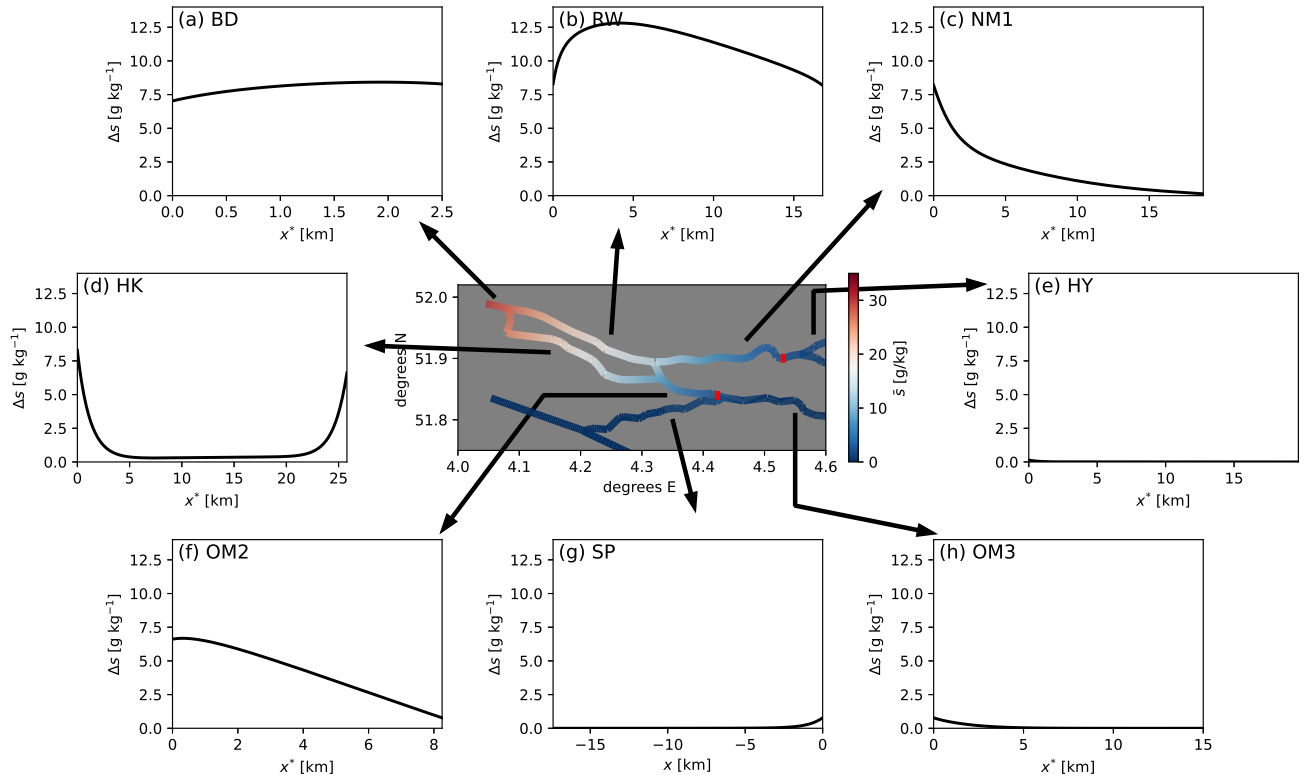 (a) BD
Δs [g kg⁻¹]
12.5
10.0
7.5
5.0
2.5
0.0
0.0 0.5 1.0 1.5 2.0 2.5
x* [km]
(b) RW
Δs [g kg⁻¹]
12.5
10.0
7.5
5.0
2.5
0.0
0 5 10 15
x* [km]
(c) NM1
Δs [g kg⁻¹]
12.5
10.0
7.5
5.0
2.5
0.0
0 5 10 15
x* [km]
(d) HK
Δs [g kg⁻¹]
12.5
10.0
7.5
5.0
2.5
0.0
0 5 10 15 20 25
x* [km]
degrees N
52.0
51.9
51.8
4.0 4.1 4.2 4.3 4.4 4.5 4.6
degrees E
30
20
10
0
s̄ [g/kg]
(e) HY
Δs [g kg⁻¹]
12.5
10.0
7.5
5.0
2.5
0.0
0 5 10 15
x* [km]
(f) OM2
Δs [g kg⁻¹]
12.5
10.0
7.5
5.0
2.5
0.0
0 2 4 6 8
x* [km]
(g) SP
Δs [g kg⁻¹]
12.5
10.0
7.5
5.0
2.5
0.0
−15 −10 −5 0
x [km]
(h) OM3
Δs [g kg⁻¹]
12.5
10.0
7.5
5.0
2.5
0.0
0 5 10 15
x* [km]